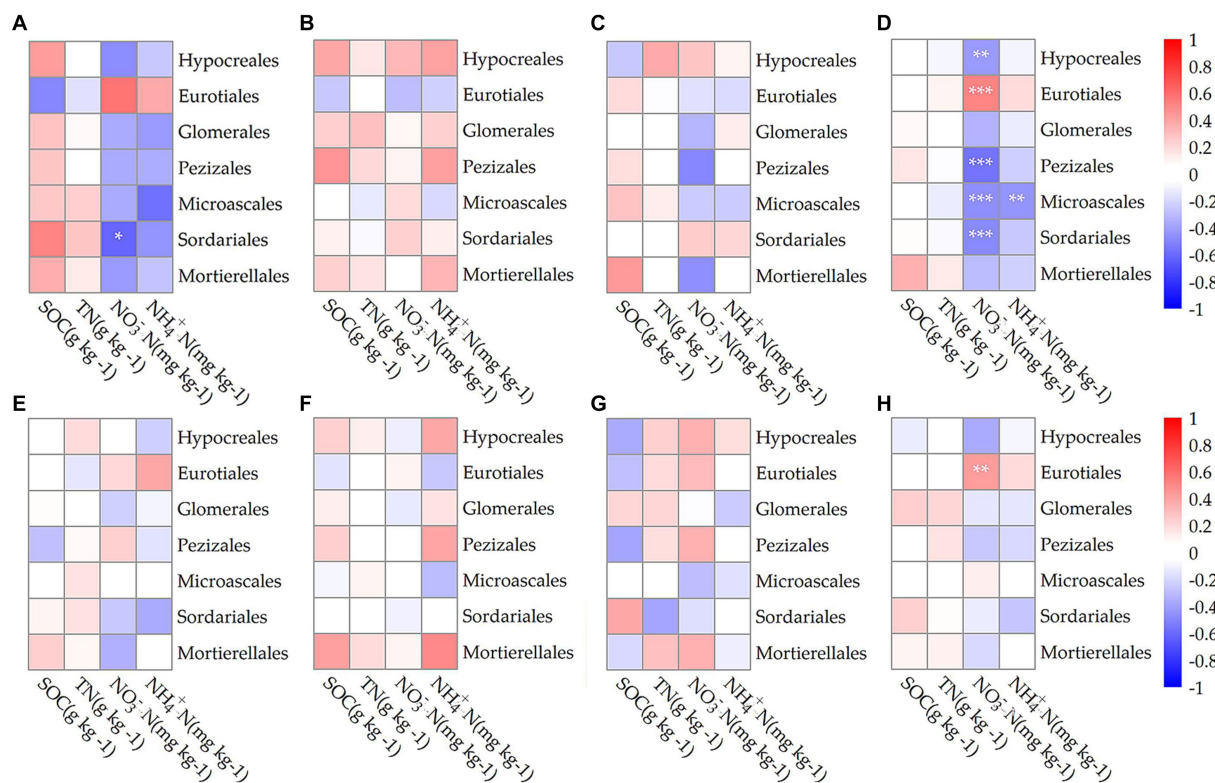 A
B
C
D
Hypocreales
Eurotiales
Glomerales
Pezizales
Microascales
*
Sordariales
Mortierellales
SOC(g kg -1)
TN(g kg -1)
NO3-N(mg kg-1)
NH4+N(mg kg-1)
Hypocreales
Eurotiales
Glomerales
Pezizales
Microascales
Sordariales
Mortierellales
SOC(g kg -1)
TN(g kg -1)
NO3-N(mg kg-1)
NH4+N(mg kg-1)
Hypocreales
Eurotiales
Glomerales
Pezizales
Microascales
Sordariales
Mortierellales
SOC(g kg -1)
TN(g kg -1)
NO3-N(mg kg-1)
NH4+N(mg kg-1)
** Hypocreales
*** Eurotiales
Glomerales
*** Pezizales
*** ** Microascales
*** Sordariales
Mortierellales
SOC(g kg -1)
TN(g kg -1)
NO3-N(mg kg-1)
NH4+N(mg kg-1)
1
0.8
0.6
0.4
0.2
0
-0.2
-0.4
-0.6
-0.8
-1
E
F
G
H
Hypocreales
Eurotiales
Glomerales
Pezizales
Microascales
Sordariales
Mortierellales
SOC(g kg -1)
TN(g kg -1)
NO3-N(mg kg-1)
NH4+N(mg kg-1)
Hypocreales
Eurotiales
Glomerales
Pezizales
Microascales
Sordariales
Mortierellales
SOC(g kg -1)
TN(g kg -1)
NO3-N(mg kg-1)
NH4+N(mg kg-1)
Hypocreales
Eurotiales
Glomerales
Pezizales
Microascales
Sordariales
Mortierellales
SOC(g kg -1)
TN(g kg -1)
NO3-N(mg kg-1)
NH4+N(mg kg-1)
Hypocreales
** Eurotiales
Glomerales
Pezizales
Microascales
Sordariales
Mortierellales
SOC(g kg -1)
TN(g kg -1)
NO3-N(mg kg-1)
NH4+N(mg kg-1)
1
0.8
0.6
0.4
0.2
0
-0.2
-0.4
-0.6
-0.8
-1